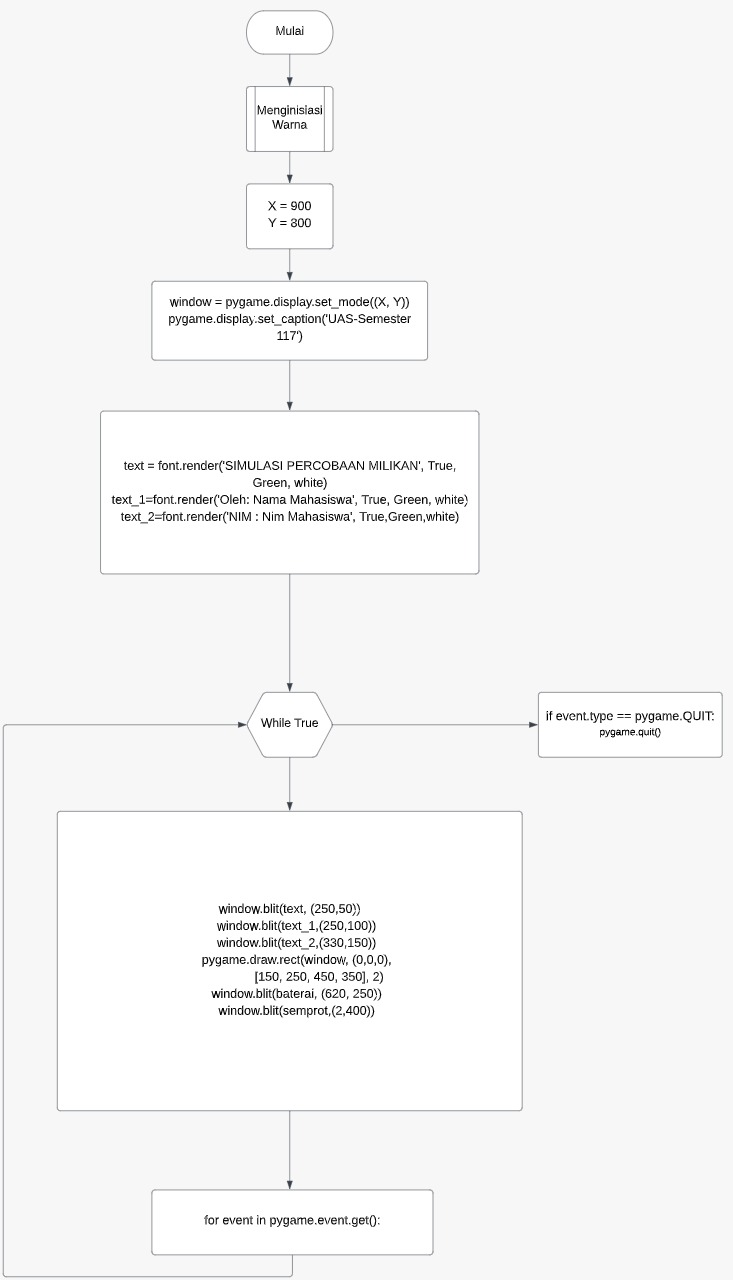 Mulai
Menginisiasi
Warna
X = 900
Y = 800
window = pygame.display.set_mode((X, Y))
pygame.display.set_caption('UAS-Semester
117')
text = font.render('SIMULASI PERCOBAAN MILIKAN', True,
Green, white)
text_1=font.render('Oleh: Nama Mahasiswa', True, Green, white)
text_2=font.render('NIM : Nim Mahasiswa', True,Green,white)
While True
if event.type == pygame.QUIT:
pygame.quit()
window.blit(text, (250,50))
window.blit(text_1,(250,100))
window.blit(text_2,(330,150))
pygame.draw.rect(window, (0,0,0),
[150, 250, 450, 350], 2)
window.blit(baterai, (620, 250))
window.blit(semprot,(2,400))
for event in pygame.event.get():